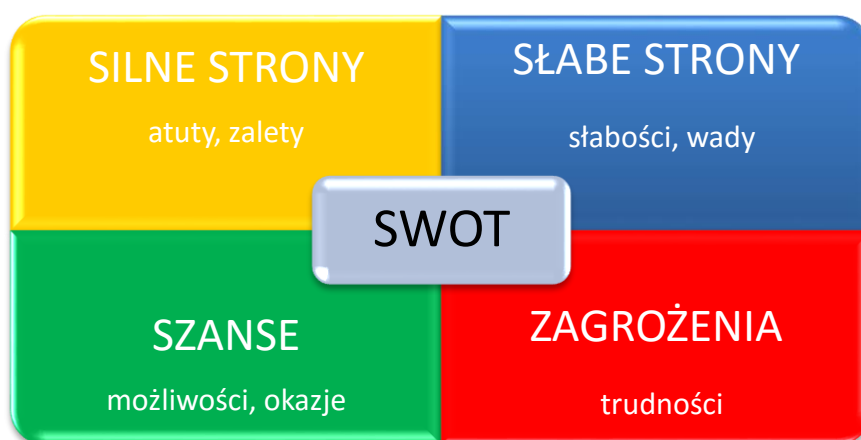 SILNE STRONY
atuty, zalety
SŁABE STRONY
słabości, wady
SWOT
SZANSE
możliwości, okazje
ZAGROŻENIA
trudności